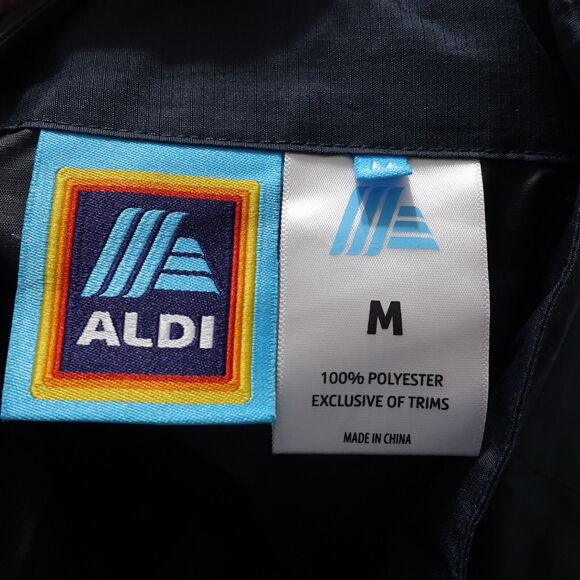 ALDI
M
M
100% POLYESTER
EXCLUSIVE OF TRIMS
MADE IN CHINA